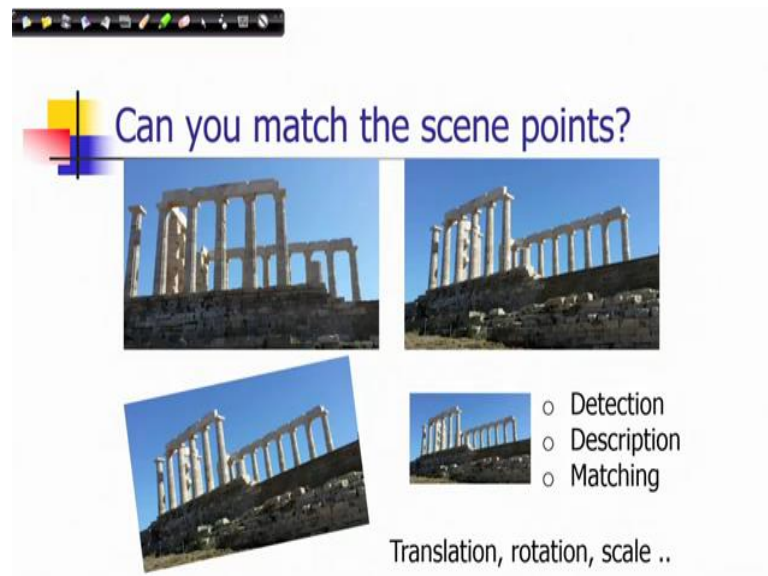 Can you match the scene points?
Detection
Description
Matching
Translation, rotation, scale ..